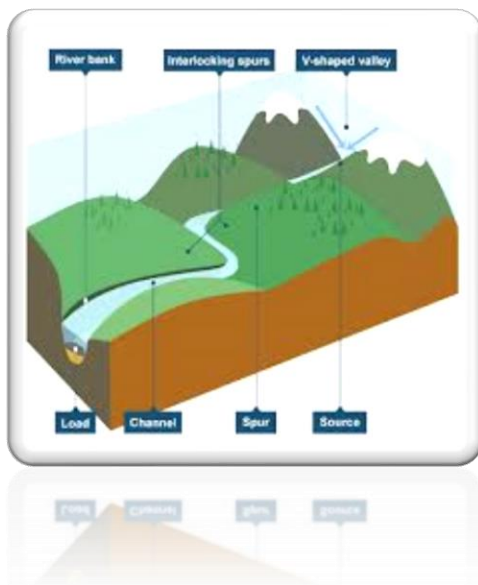 River bank
Interlocking spurs
V-shaped valley
Load
Channel
Spur
Source